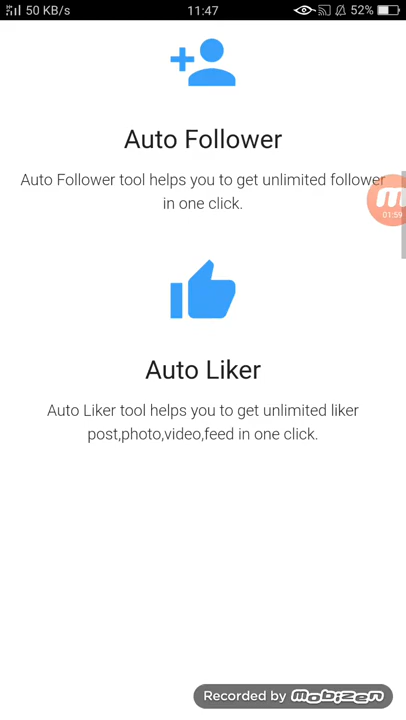 50 KB/s 11:47 52%
Auto Follower
Auto Follower tool helps you to get unlimited follower
in one click.
01:59
Auto Liker
Auto Liker tool helps you to get unlimited liker
post,photo,video,feed in one click.
Recorded by mobizen